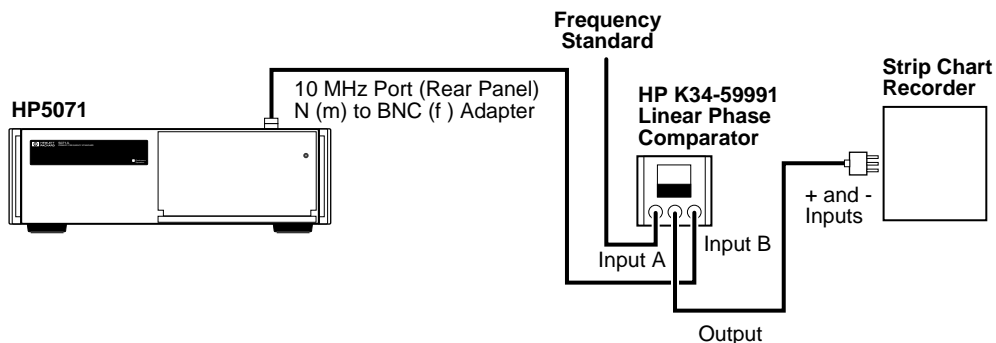 Frequency
Standard
10 MHz Port (Rear Panel)
N (m) to BNC (f ) Adapter
HP5071
HP K34-59991
Linear Phase
Comparator
Strip Chart
Recorder
+ and -
Inputs
Input A
Input B
Output